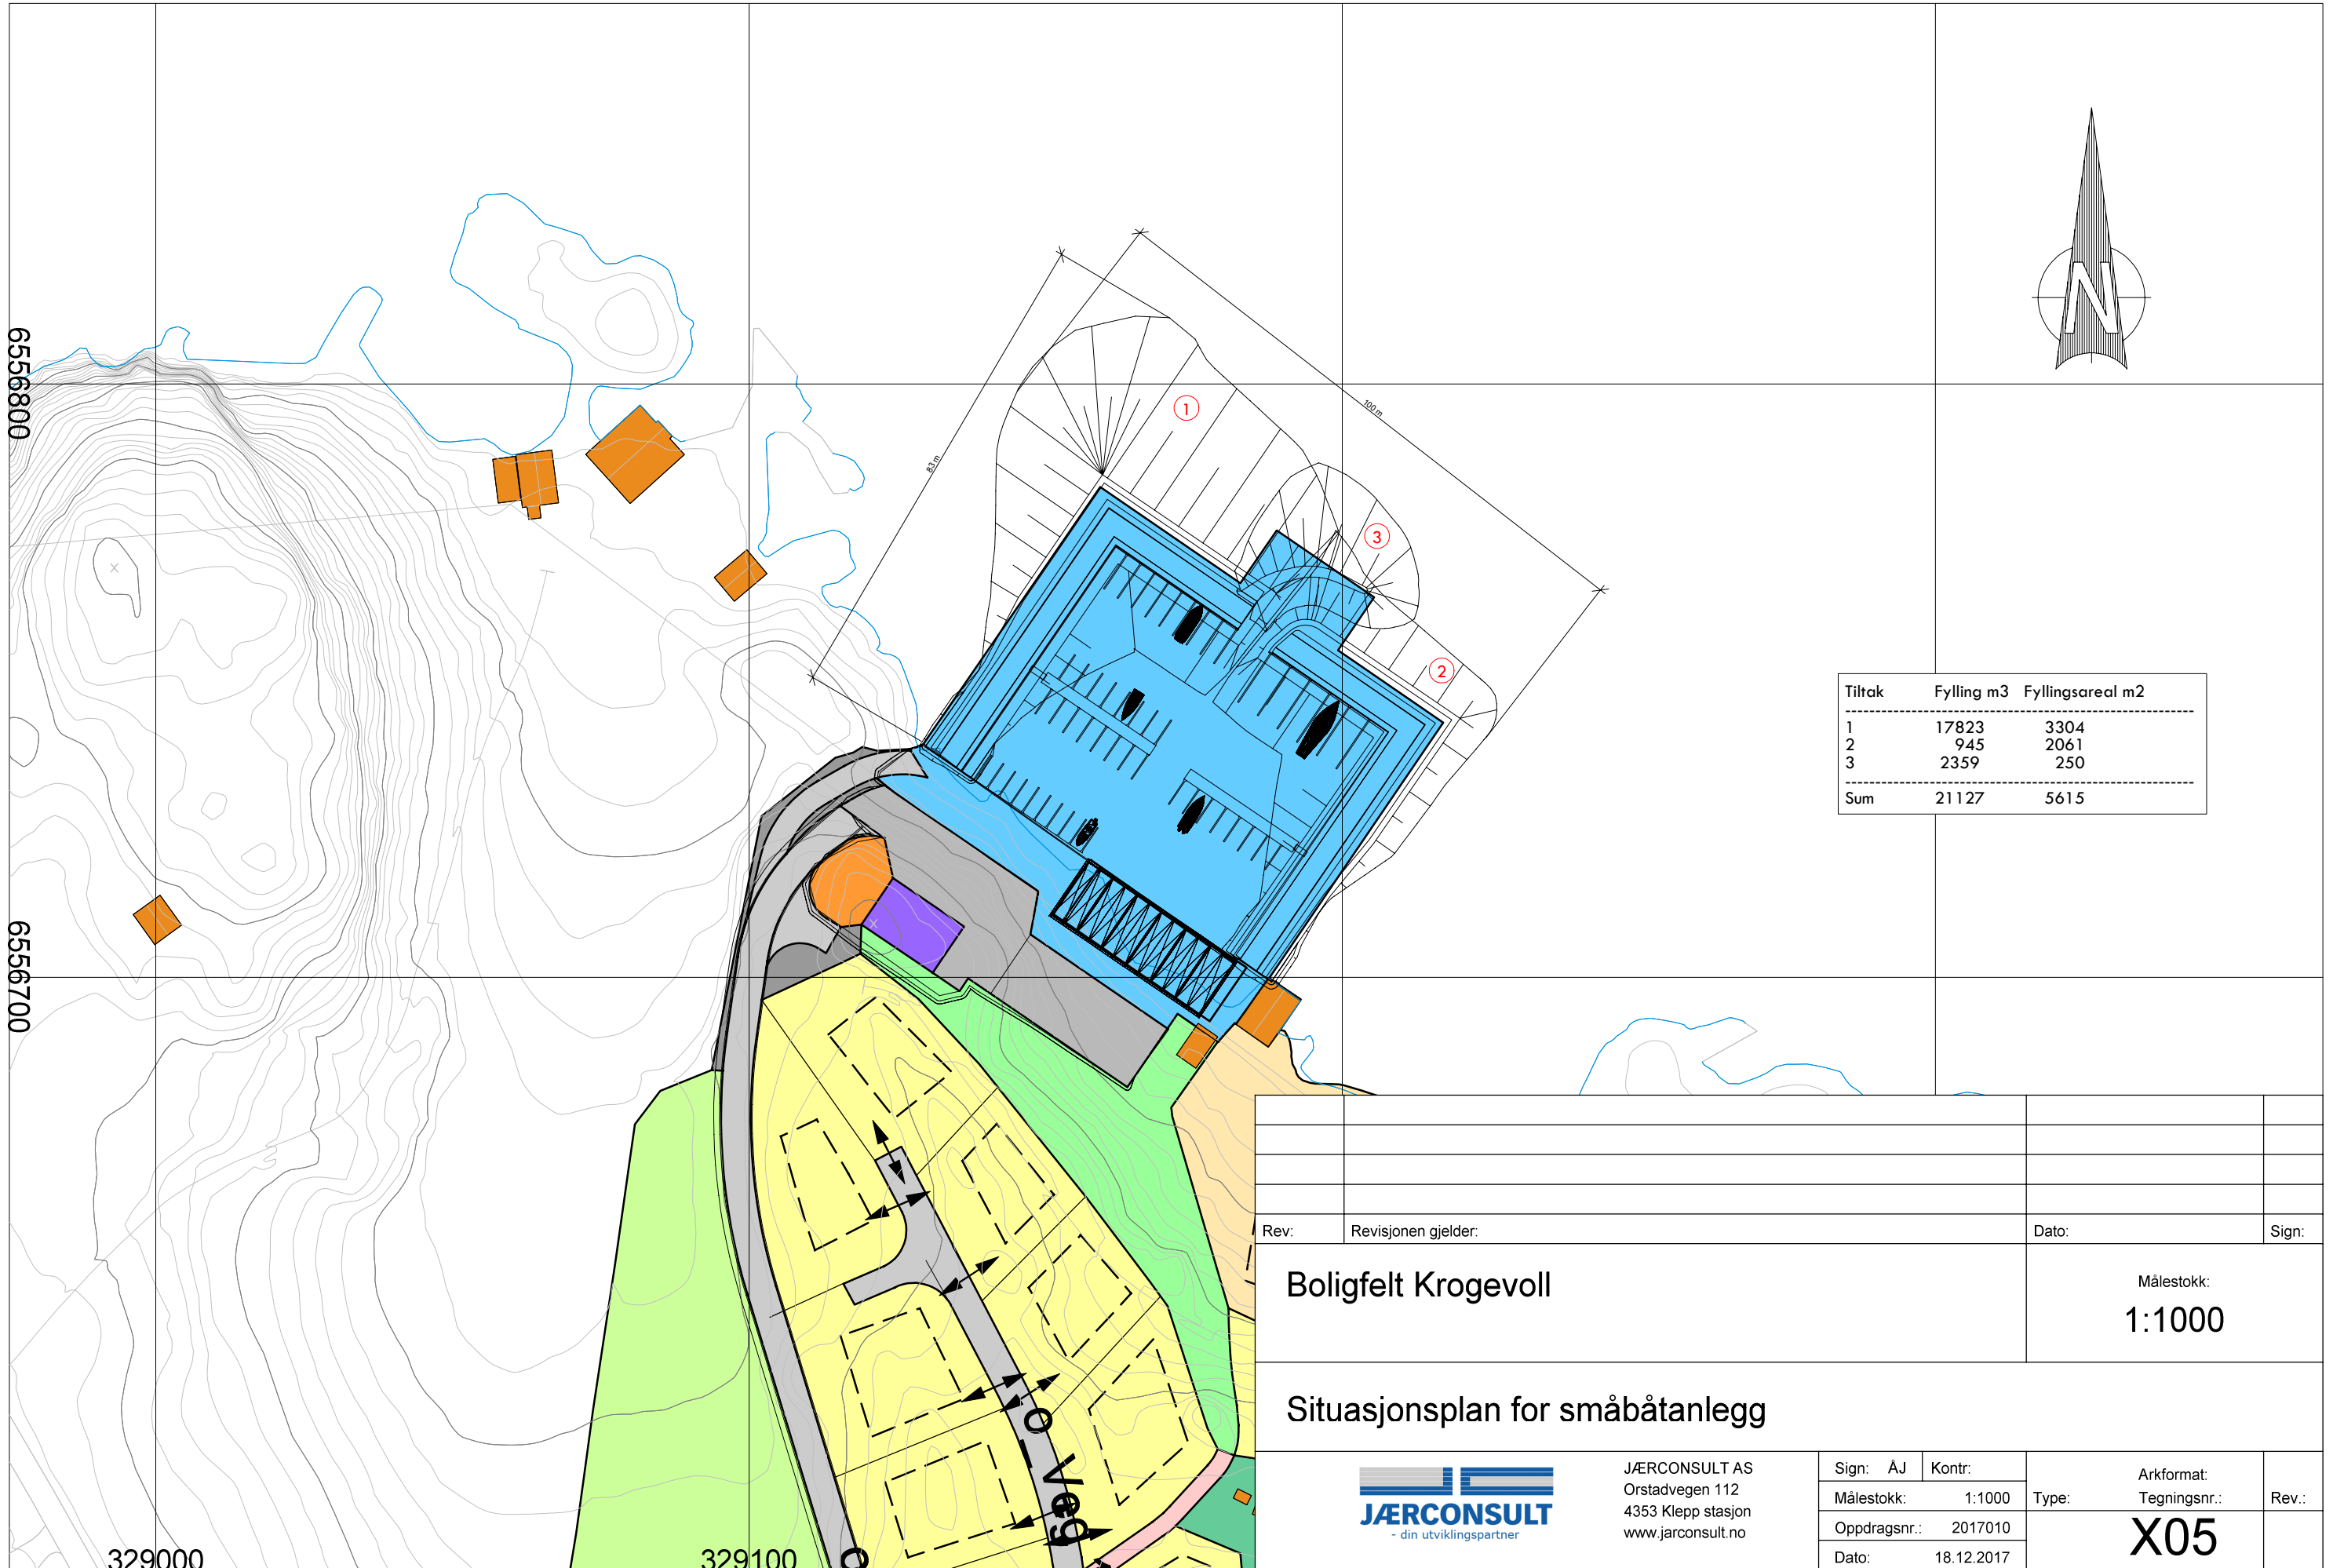 N
6556800
1
100 m
83 m
3
2
Tiltak Fylling m3 Fyllingsareal m2
1 17823 3304
2 945 2061
3 2359 250
Sum 21127 5615
6556700
Rev: Revisjonen gjelder: Dato: Sign:
Boligfelt Krogevoll
Målestokk:
1:1000
Situasjonsplan for småbåtanlegg
o_Veg
JÆRCONSULT
- din utviklingspartner
JÆRCONSULT AS
Orstadvegen 112
4353 Klepp stasjon
www.jarconsult.no
Sign: ÅJ Kontr:
Målestokk: 1:1000
Oppdragsnr.: 2017010
Dato: 18.12.2017
Type:
Arkformat:
Tegningsnr.:
X05
Rev.:
329000
329100
o